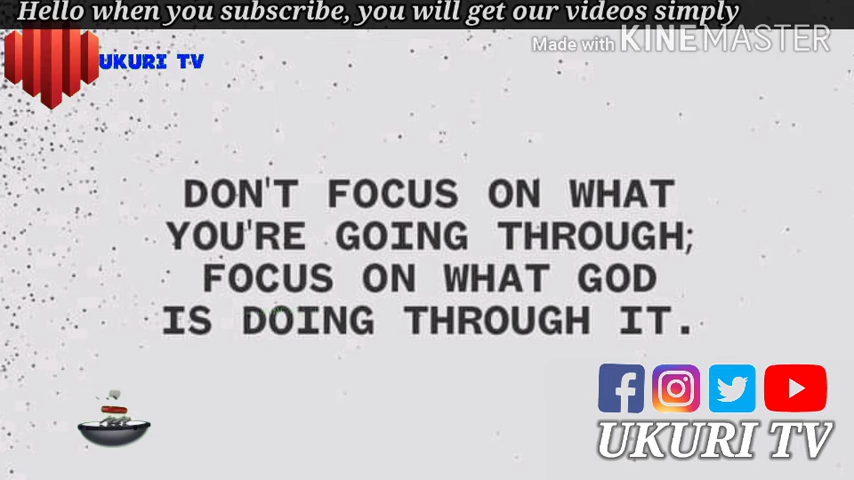 Hello when you subscribe, you will get our videos simply
Made with KINEMASTER
UKURI TV
DON'T FOCUS ON WHAT
YOU'RE GOING THROUGH;
FOCUS ON WHAT GOD
IS DOING THROUGH IT.
UKURI TV